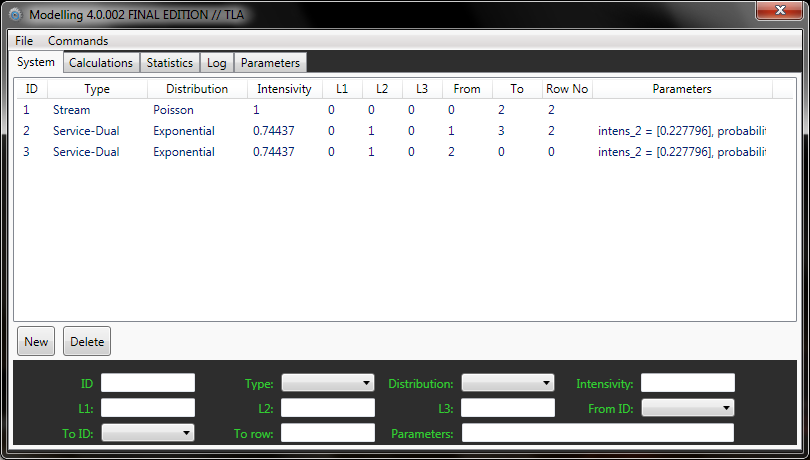 Modelling 4.0.002 FINAL EDITION // TLA
File Commands
System Calculations Statistics Log Parameters
ID Type Distribution Intensivity L1 L2 L3 From To Row No Parameters
1 Stream Poisson 1 0 0 0 0 2 2
2 Service-Dual Exponential 0.74437 0 1 0 1 3 2 intens_2 = [0.227796], probabilit
3 Service-Dual Exponential 0.74437 0 1 0 2 0 0 intens_2 = [0.227796], probabilit
New Delete
ID Type: Distribution: Intensivity:
L1: L2: L3: From ID:
To ID: To row: Parameters: